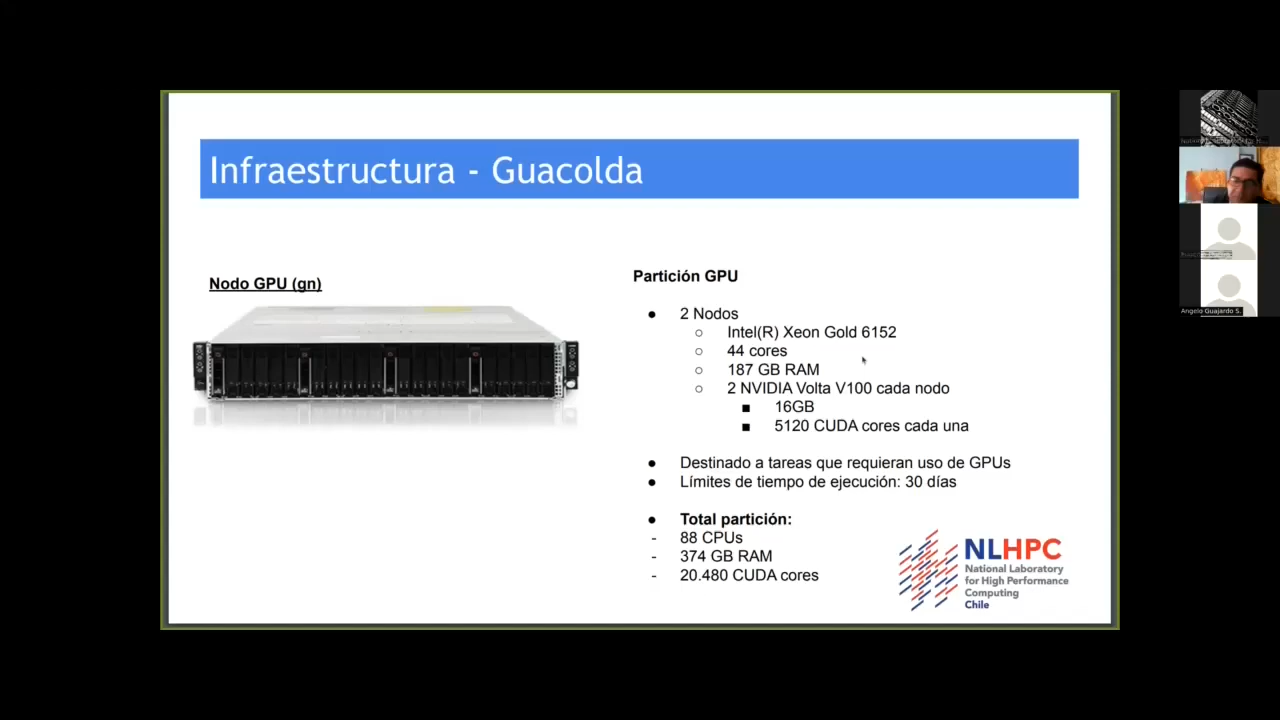 Infraestructura - Guacolda
Nodo GPU (gn)
Partición GPU
● 2 Nodos
○ Intel(R) Xeon Gold 6152
○ 44 cores
○ 187 GB RAM
○ 2 NVIDIA Volta V100 cada nodo
■ 16GB
■ 5120 CUDA cores cada una
● Destinado a tareas que requieran uso de GPUs
● Límites de tiempo de ejecución: 30 días
● Total partición:
- 88 CPUs
- 374 GB RAM
- 20.480 CUDA cores
NLHPC
National Laboratory
for High Performance
Computing
Chile
Angelo Guajardo S.